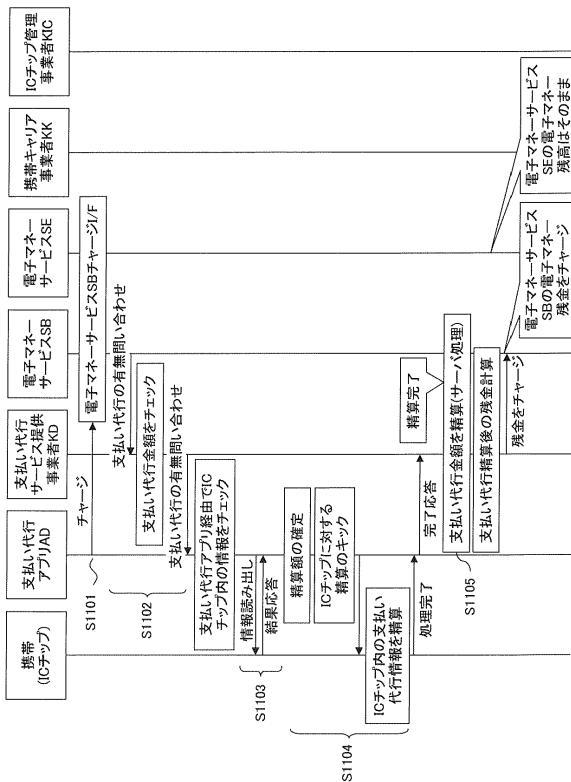 携帯
(ICチップ)
支払い代行
アプリAD
支払い代行
サービス提供
事業者KD
電子マネー
サービスSB
電子マネー
サービスSE
携帯キャリア
事業者KK
ICチップ管理
事業者KIC
S1101
チャージ
電子マネーサービスSBチャージI/F
支払い代行の有無問い合わせ
S1102
支払い代行金額をチェック
支払い代行の有無問い合わせ
支払い代行アプリ経由でIC
チップ内の情報をチェック
情報読み出し
S1103
結果応答
精算額の確定
ICチップに対する
精算のキック
S1104
ICチップ内の支払い
代行情報を精算
処理完了
完了応答
精算完了
S1105
支払い代行金額を精算(サーバ処理)
支払い代行精算後の残金計算
残金をチャージ
電子マネーサービス
SBの電子マネー
残金をチャージ
電子マネーサービス
SEの電子マネー
残高はそのまま